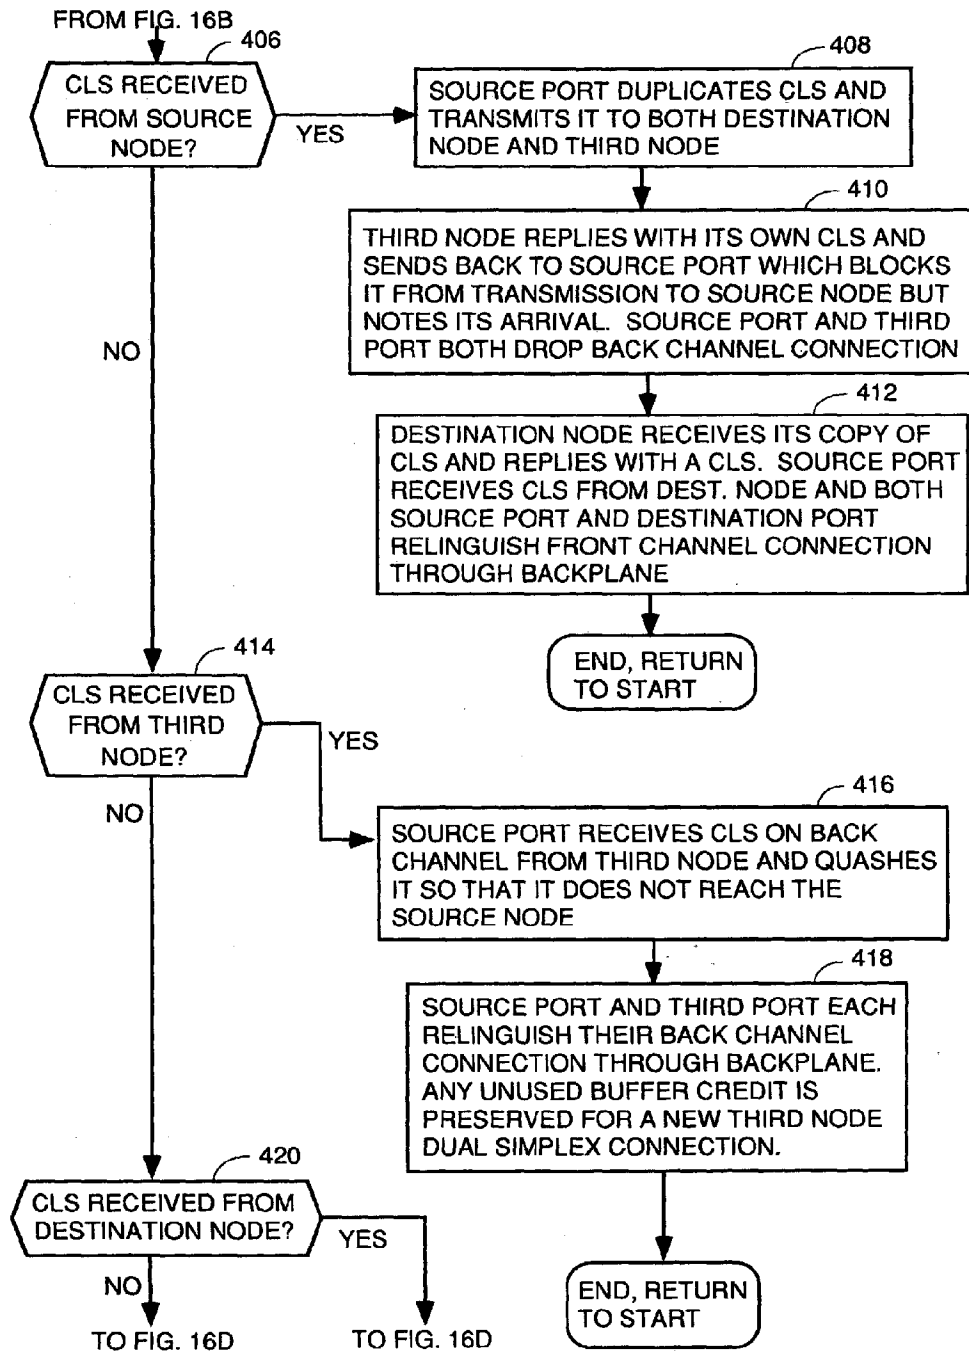 FROM FIG. 16B
406
CLS RECEIVED
FROM SOURCE
NODE?
YES
NO
408
SOURCE PORT DUPLICATES CLS AND
TRANSMITS IT TO BOTH DESTINATION
NODE AND THIRD NODE
410
THIRD NODE REPLIES WITH ITS OWN CLS AND
SENDS BACK TO SOURCE PORT WHICH BLOCKS
IT FROM TRANSMISSION TO SOURCE NODE BUT
NOTES ITS ARRIVAL. SOURCE PORT AND THIRD
PORT BOTH DROP BACK CHANNEL CONNECTION
412
DESTINATION NODE RECEIVES ITS COPY OF
CLS AND REPLIES WITH A CLS. SOURCE PORT
RECEIVES CLS FROM DEST. NODE AND BOTH
SOURCE PORT AND DESTINATION PORT
RELINGUISH FRONT CHANNEL CONNECTION
THROUGH BACKPLANE
END, RETURN
TO START
414
CLS RECEIVED
FROM THIRD
NODE?
YES
NO
416
SOURCE PORT RECEIVES CLS ON BACK
CHANNEL FROM THIRD NODE AND QUASHES
IT SO THAT IT DOES NOT REACH THE
SOURCE NODE
418
SOURCE PORT AND THIRD PORT EACH
RELINGUISH THEIR BACK CHANNEL
CONNECTION THROUGH BACKPLANE.
ANY UNUSED BUFFER CREDIT IS
PRESERVED FOR A NEW THIRD NODE
DUAL SIMPLEX CONNECTION.
END, RETURN
TO START
420
CLS RECEIVED FROM
DESTINATION NODE?
YES
NO
TO FIG. 16D
TO FIG. 16D